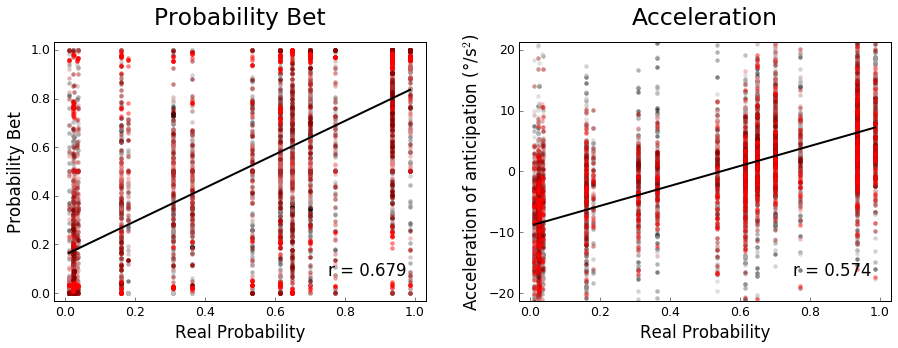 Probability Bet
Probability Bet
1.0
0.8
0.6
0.4
0.2
0.0
r = 0.679
0.0 0.2 0.4 0.6 0.8 1.0
Real Probability
Acceleration
Acceleration of anticipation (°/s²)
20
10
0
−10
−20
r = 0.574
0.0 0.2 0.4 0.6 0.8 1.0
Real Probability